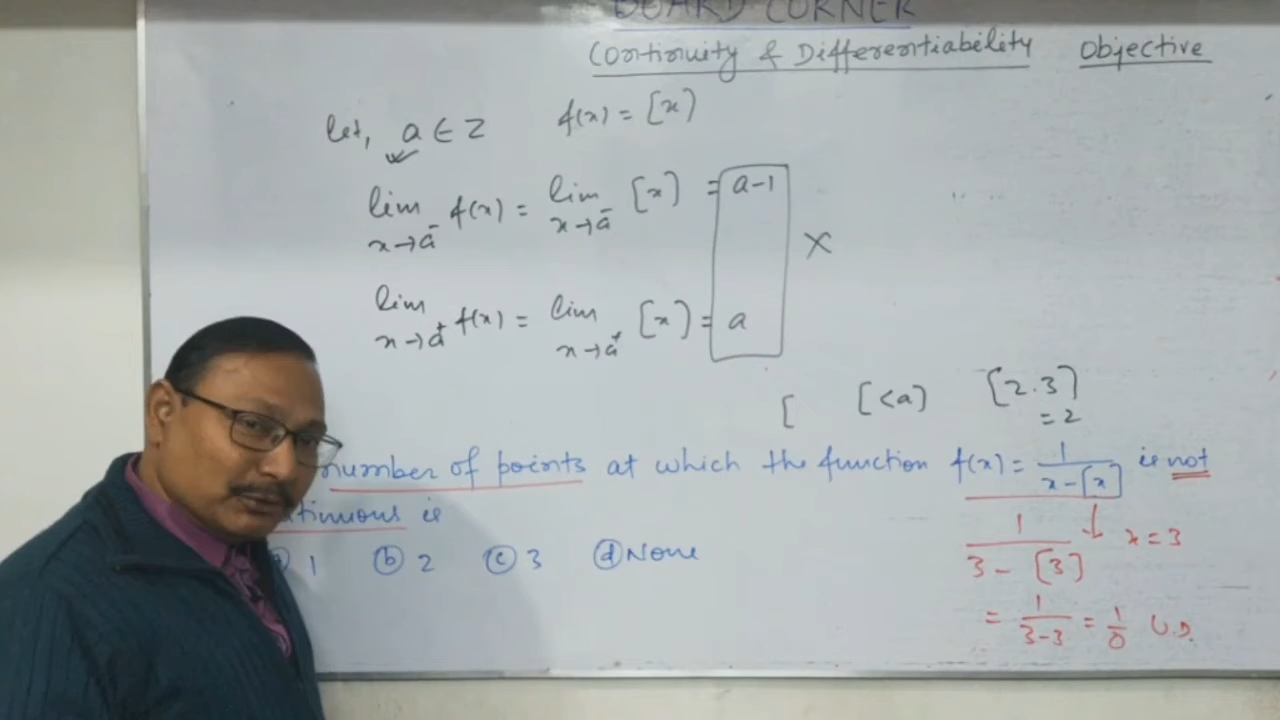 BOARD CORNER
Continuity & Differentiability Objective
let, a ∈ Z f(x) = [x]
lim x→a⁻ f(x) = lim x→a⁻ [x] = a-1
×
lim x→a⁺ f(x) = lim x→a⁺ [x] = a
[ [<a] [2.3]
= 2
number of points at which the function f(x) = 1/(x-[x]) is not
tinuous is
1/(3-[3]) ↓ x=3
1 (b) 2 (c) 3 (d) None
= 1/(3-3) = 1/0 U.D.